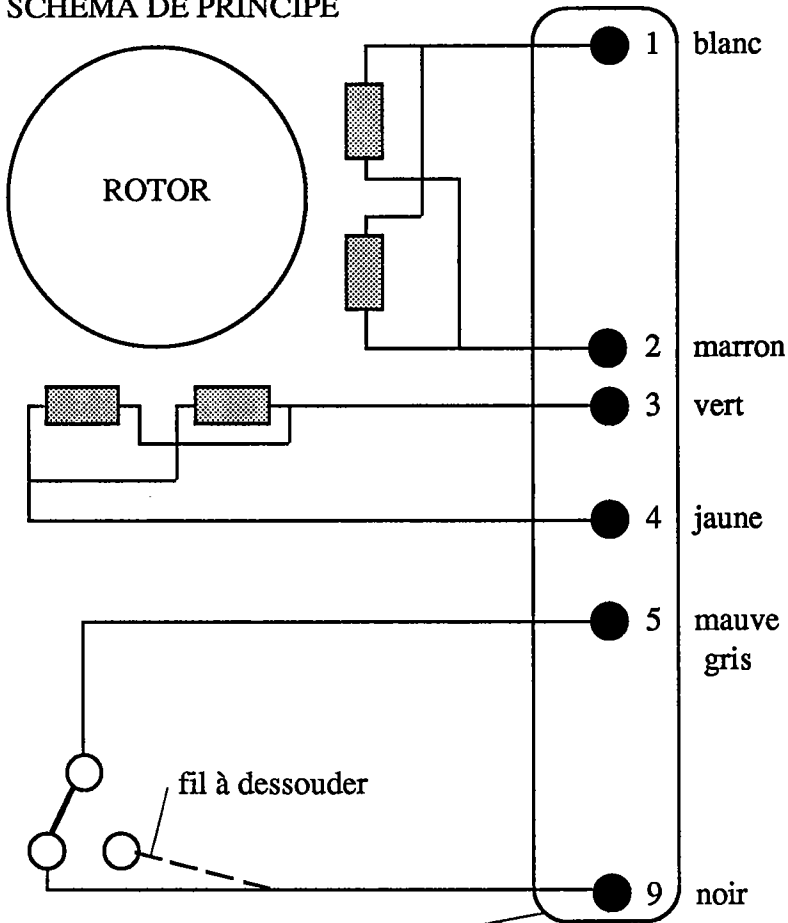 SCHEMA DE PRINCIPE
1 blanc
ROTOR
2 marron
3 vert
4 jaune
5 mauve
gris
fil à dessouder
9 noir